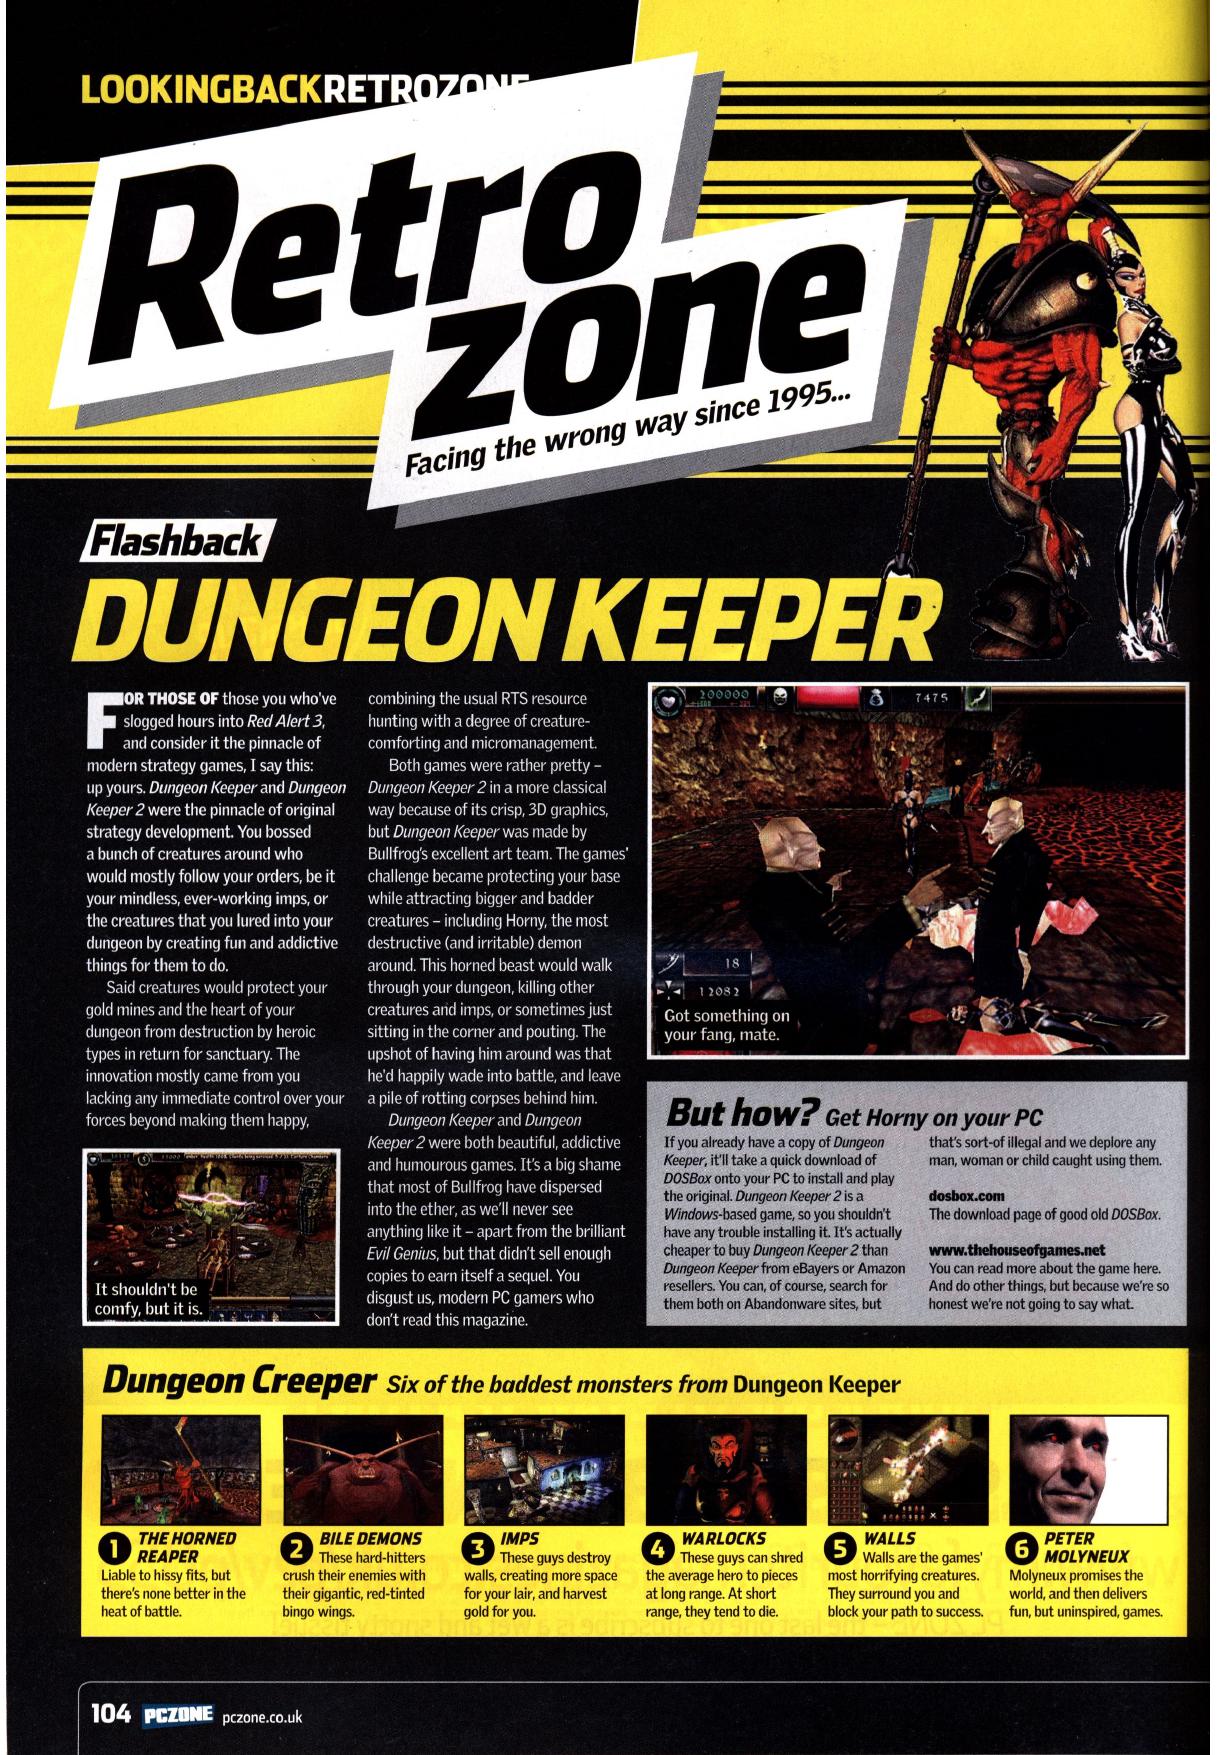 LOOKINGBACKRETROZONE
Retro
zone
Facing the wrong way since 1995...
Flashback
DUNGEON KEEPER
FOR THOSE OF those you who've
slogged hours into Red Alert 3,
and consider it the pinnacle of
modern strategy games, I say this:
up yours. Dungeon Keeper and Dungeon
Keeper 2 were the pinnacle of original
strategy development. You bossed
a bunch of creatures around who
would mostly follow your orders, be it
your mindless, ever-working imps, or
the creatures that you lured into your
dungeon by creating fun and addictive
things for them to do.
Said creatures would protect your
gold mines and the heart of your
dungeon from destruction by heroic
types in return for sanctuary. The
innovation mostly came from you
lacking any immediate control over your
forces beyond making them happy,
It shouldn't be
comfy, but it is.
combining the usual RTS resource
hunting with a degree of creature-
comforting and micromanagement.
Both games were rather pretty –
Dungeon Keeper 2 in a more classical
way because of its crisp, 3D graphics,
but Dungeon Keeper was made by
Bullfrog's excellent art team. The games'
challenge became protecting your base
while attracting bigger and badder
creatures – including Horny, the most
destructive (and irritable) demon
around. This horned beast would walk
through your dungeon, killing other
creatures and imps, or sometimes just
sitting in the corner and pouting. The
upshot of having him around was that
he'd happily wade into battle, and leave
a pile of rotting corpses behind him.
Dungeon Keeper and Dungeon
Keeper 2 were both beautiful, addictive
and humourous games. It's a big shame
that most of Bullfrog have dispersed
into the ether, as we'll never see
anything like it – apart from the brilliant
Evil Genius, but that didn't sell enough
copies to earn itself a sequel. You
disgust us, modern PC gamers who
don't read this magazine.
200000
7475
18
12082
Got something on
your fang, mate.
But how? Get Horny on your PC
If you already have a copy of Dungeon
Keeper, it'll take a quick download of
DOSBox onto your PC to install and play
the original. Dungeon Keeper 2 is a
Windows-based game, so you shouldn't
have any trouble installing it. It's actually
cheaper to buy Dungeon Keeper 2 than
Dungeon Keeper from eBayers or Amazon
resellers. You can, of course, search for
them both on Abandonware sites, but
that's sort-of illegal and we deplore any
man, woman or child caught using them.
dosbox.com
The download page of good old DOSBox.
www.thehouseofgames.net
You can read more about the game here.
And do other things, but because we're so
honest we're not going to say what.
Dungeon Creeper Six of the baddest monsters from Dungeon Keeper
1 THE HORNED
REAPER
Liable to hissy fits, but
there's none better in the
heat of battle.
2 BILE DEMONS
These hard-hitters
crush their enemies with
their gigantic, red-tinted
bingo wings.
3 IMPS
These guys destroy
walls, creating more space
for your lair, and harvest
gold for you.
4 WARLOCKS
These guys can shred
the average hero to pieces
at long range. At short
range, they tend to die.
5 WALLS
Walls are the games'
most horrifying creatures.
They surround you and
block your path to success.
6 PETER
MOLYNEUX
Molyneux promises the
world, and then delivers
fun, but uninspired, games.
104 PCZONE pczone.co.uk